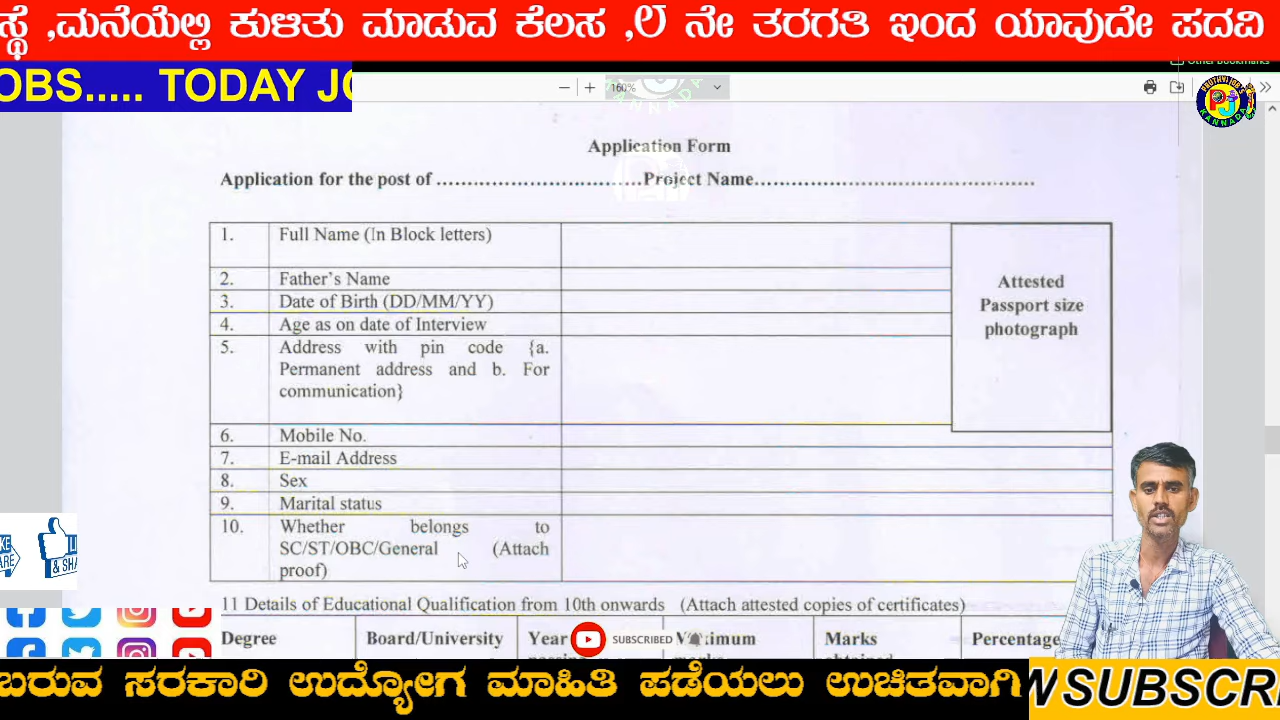 ಸ್ಥೆ ,ಮನೆಯಲ್ಲಿ ಕುಳಿತು ಮಾಡುವ ಕೆಲಸ ,೮ ನೇ ತರಗತಿ ಇಂದ ಯಾವುದೇ ಪದವಿ
OBS..... TODAY JO
160%
KANNADA
Application Form
Application for the post of ................................Project Name............................................
1. Full Name (In Block letters)
Attested
Passport size
photograph
2. Father's Name
3. Date of Birth (DD/MM/YY)
4. Age as on date of Interview
5. Address with pin code {a.
Permanent address and b. For
communication}
6. Mobile No.
7. E-mail Address
8. Sex
9. Marital status
10. Whether belongs to
SC/ST/OBC/General (Attach
proof)
11 Details of Educational Qualification from 10th onwards (Attach attested copies of certificates)
Degree Board/University Year Marks Percentage
SUBSCRIBED
ಬರುವ ಸರಕಾರಿ ಉದ್ಯೋಗ ಮಾಹಿತಿ ಪಡೆಯಲು ಉಚಿತವಾಗಿ
W SUBSCRI